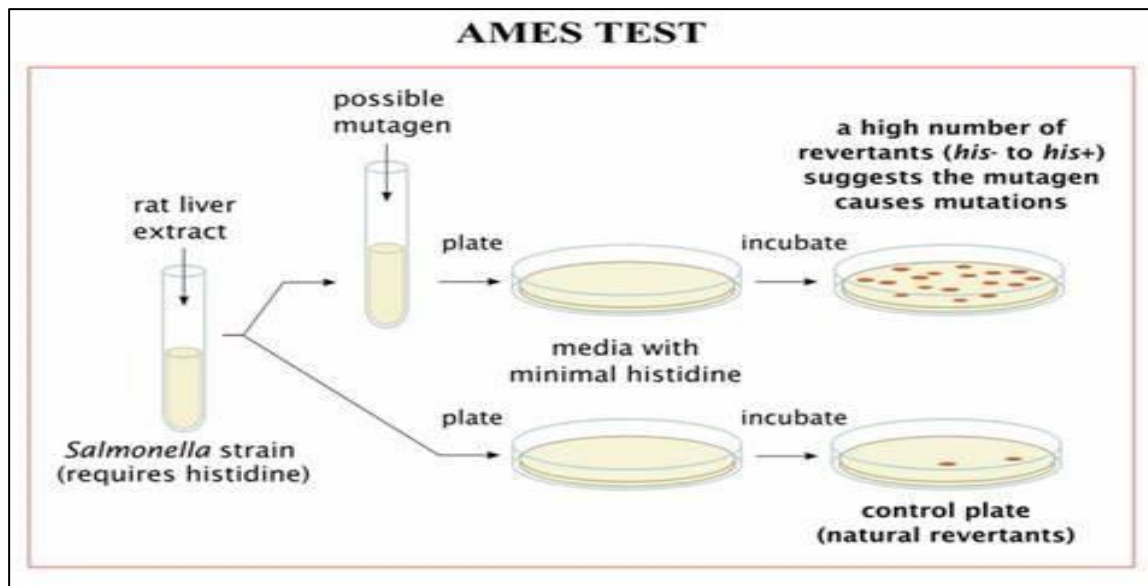 AMES TEST
possible
mutagen
rat liver
extract
Salmonella strain
(requires histidine)
plate
incubate
a high number of
revertants (his- to his+)
suggests the mutagen
causes mutations
media with
minimal histidine
plate
incubate
control plate
(natural revertants)